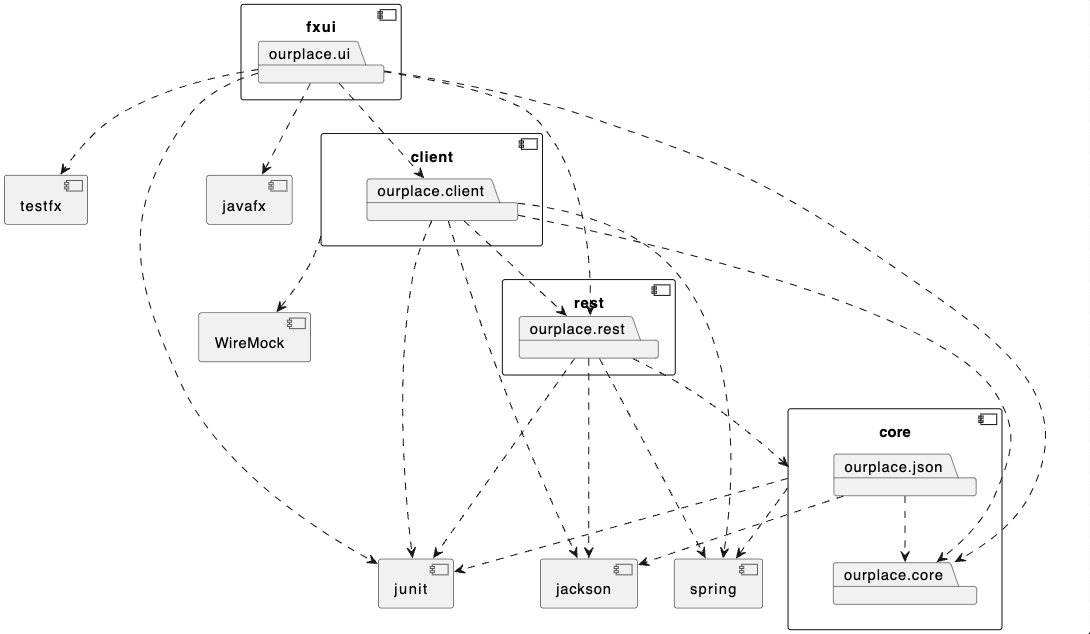 fxui
ourplace.ui
client
testfx
javafx
ourplace.client
rest
WireMock
ourplace.rest
core
ourplace.json
junit
jackson
spring
ourplace.core